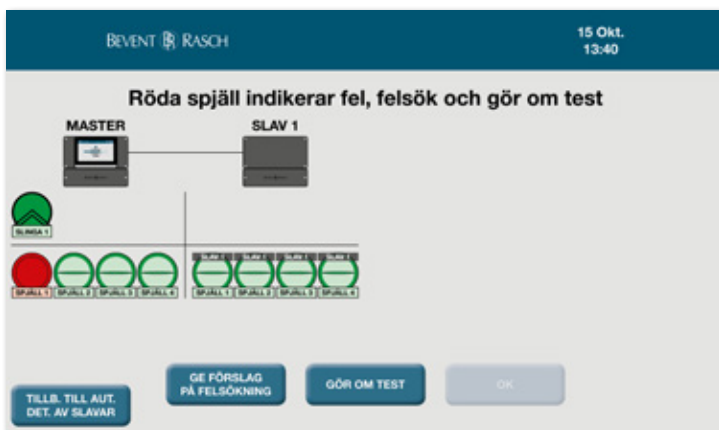 BEVENT RASCH
15 Okt.
13:40
Röda spjäll indikerar fel, felsök och gör om test
MASTER
SLAV 1
SLINGA 1
SLAV 1 SLAV 1 SLAV 1 SLAV 1
SPJÄLL 1 SPJÄLL 2 SPJÄLL 3 SPJÄLL 4
SPJÄLL 1 SPJÄLL 2 SPJÄLL 3 SPJÄLL 4
TILLB. TILL AUT.
DET. AV SLAVAR
GE FÖRSLAG
PÅ FELSÖKNING
GÖR OM TEST
OK